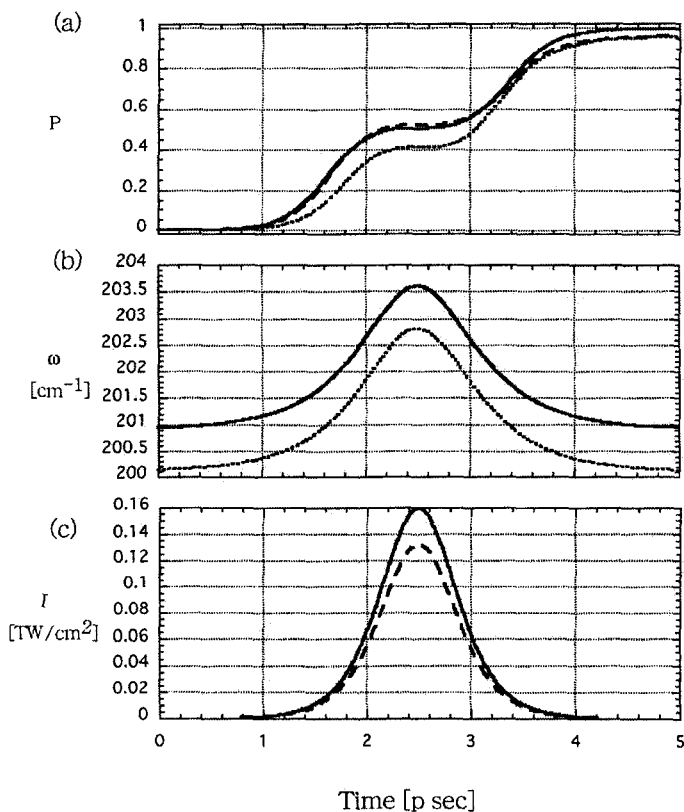 (a)
1
0.8
P
0.6
0.4
0.2
0
(b)
204
203.5
203
202.5
ω
202
[cm⁻¹]
201.5
201
200.5
200
(c)
0.16
0.14
0.12
I
0.1
[TW/cm²]
0.08
0.06
0.04
0.02
0
0 1 2 3 4 5
Time [p sec]